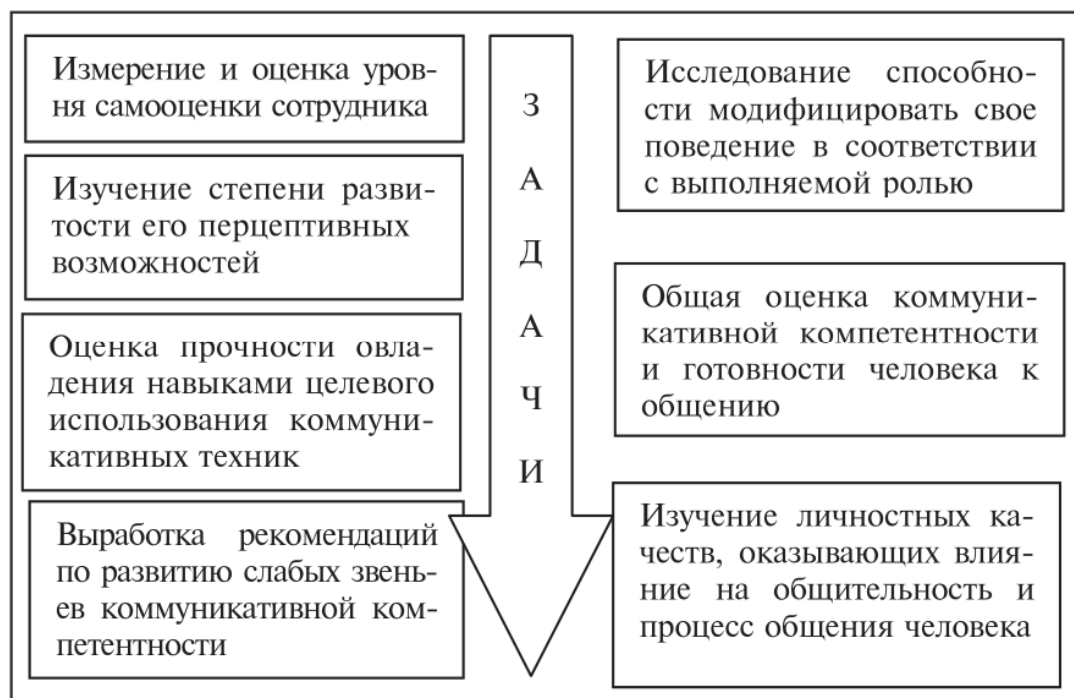 Измерение и оценка уров-
ня самооценки сотрудника
Изучение степени разви-
тости его перцептивных
возможностей
Оценка прочности овла-
дения навыками целевого
использования коммуни-
кативных техник
Выработка рекомендаций
по развитию слабых звень-
ев коммуникативной ком-
петентности
З
А
Д
А
Ч
И
Исследование способно-
сти модифицировать свое
поведение в соответствии
с выполняемой ролью
Общая оценка коммуни-
кативной компетентности
и готовности человека к
общению
Изучение личностных ка-
честв, оказывающих влия-
ние на общительность и
процесс общения человека